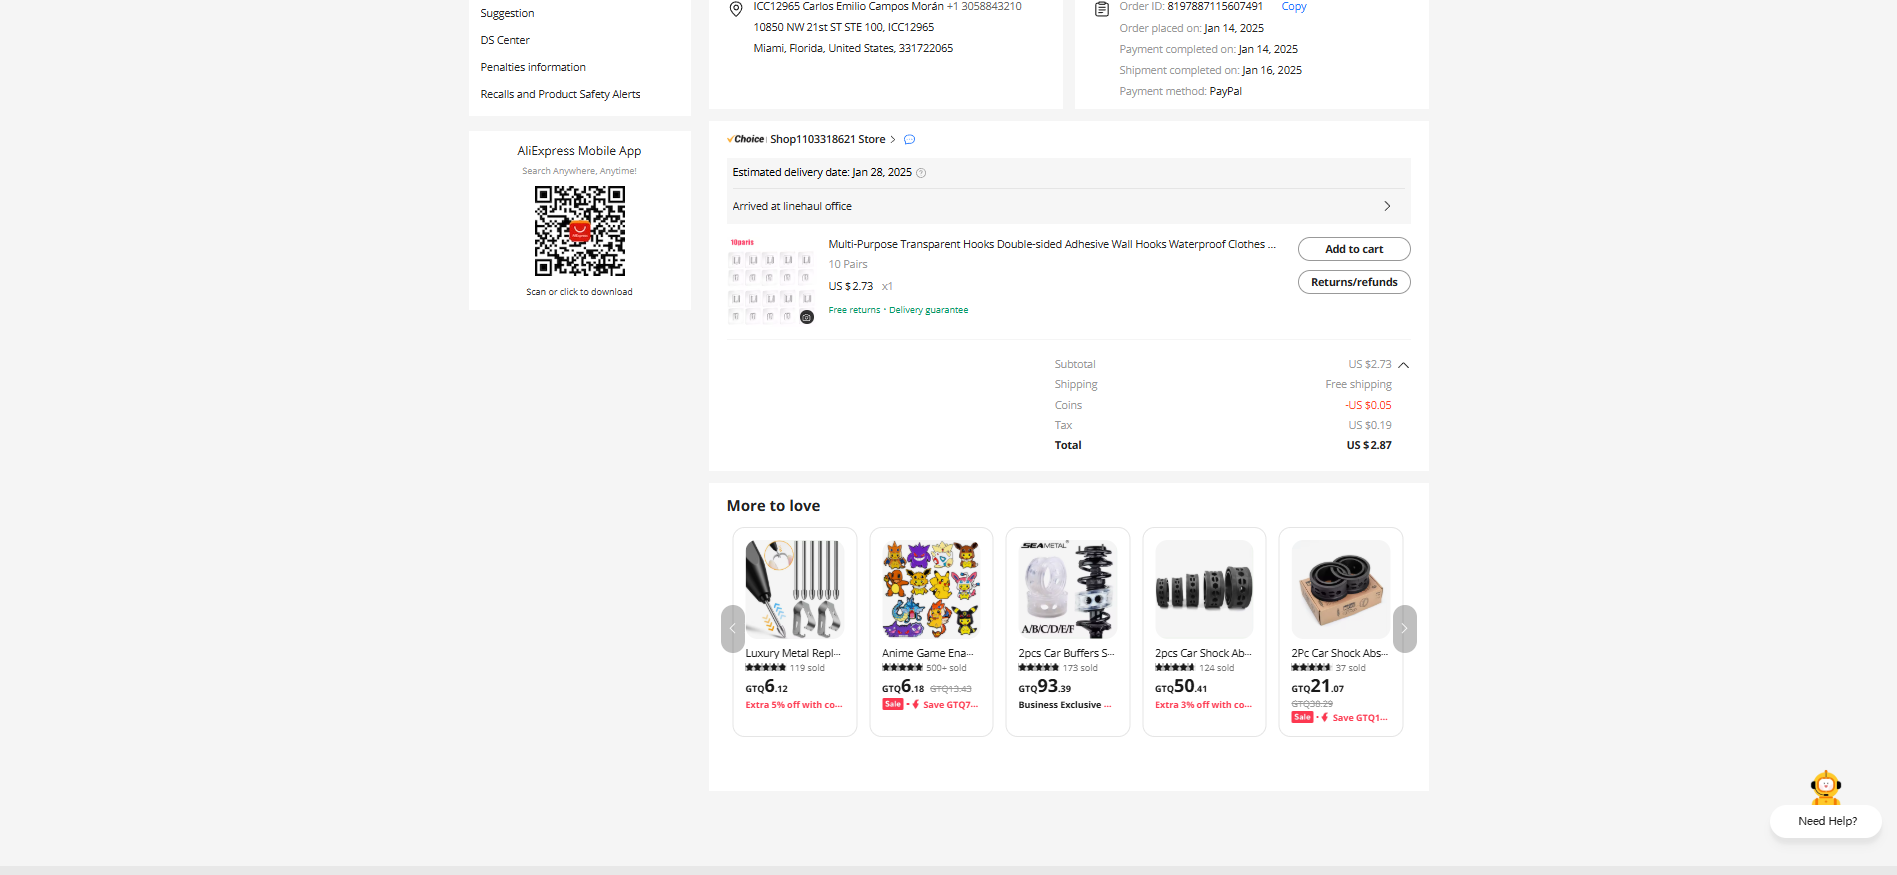 Suggestion
DS Center
Penalties information
Recalls and Product Safety Alerts
AliExpress Mobile App
Search Anywhere, Anytime!
Scan or click to download
ICC12965 Carlos Emilio Campos Morán +1 3058843210
10850 NW 21st ST STE 100, ICC12965
Miami, Florida, United States, 331722065
Order ID: 8197887115607491 Copy
Order placed on: Jan 14, 2025
Payment completed on: Jan 14, 2025
Shipment completed on: Jan 16, 2025
Payment method: PayPal
Choice Shop1103318621 Store
Estimated delivery date: Jan 28, 2025
Arrived at linehaul office
10paris
Multi-Purpose Transparent Hooks Double-sided Adhesive Wall Hooks Waterproof Clothes ...
10 Pairs
US $2.73 x1
Free returns · Delivery guarantee
Add to cart
Returns/refunds
Subtotal US $2.73
Shipping Free shipping
Coins -US $0.05
Tax US $0.19
Total US $2.87
More to love
Luxury Metal Repl...
119 sold
GTQ6.12
Extra 5% off with co...
Anime Game Ena...
500+ sold
GTQ6.18 GTQ13.43
Sale · Save GTQ7...
SEAMETAL
A/B/C/D/E/F
2pcs Car Buffers S...
173 sold
GTQ93.39
Business Exclusive ...
2pcs Car Shock Ab...
124 sold
GTQ50.41
Extra 3% off with co...
2Pc Car Shock Abs...
37 sold
GTQ21.07
GTQ38.29
Sale · Save GTQ1...
Need Help?